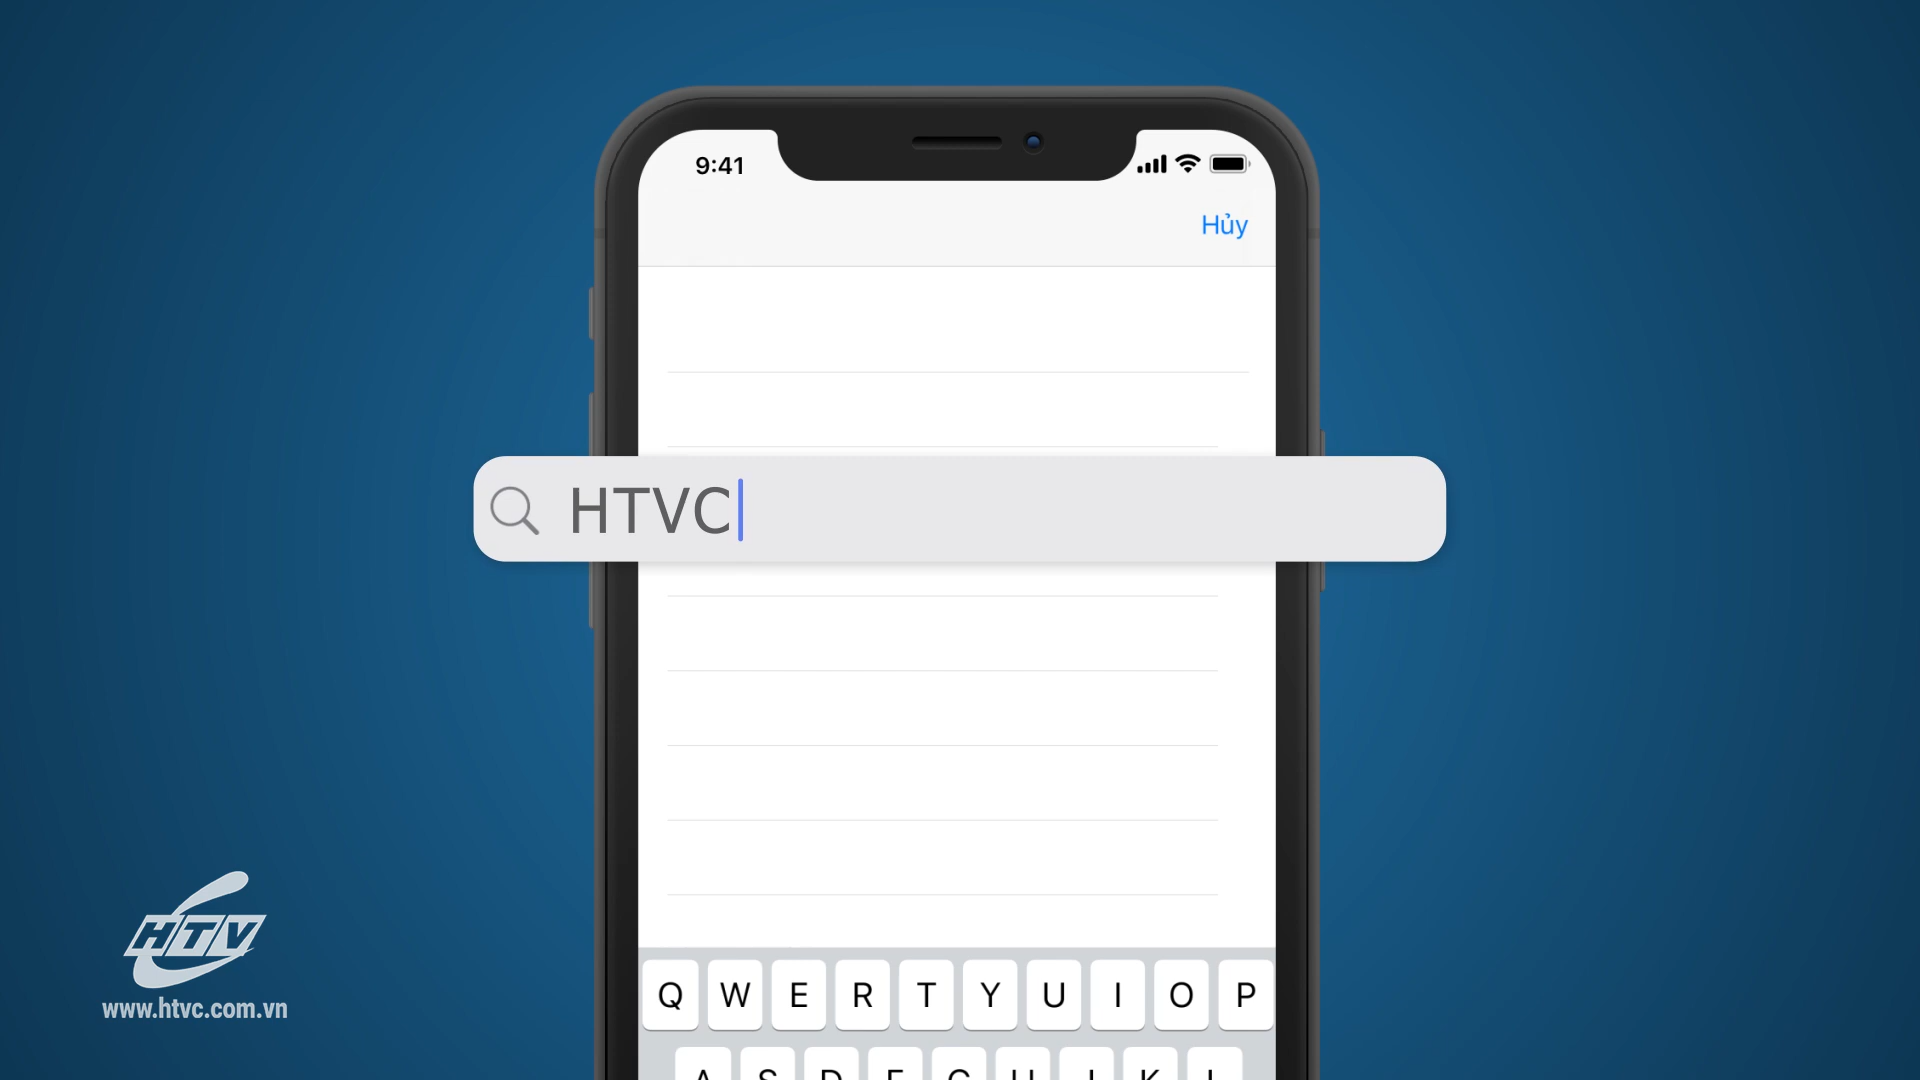 9:41
Hủy
HTVC
HTV
www.htvc.com.vn
Q W E R T Y U I O P
A S D F G H J K L